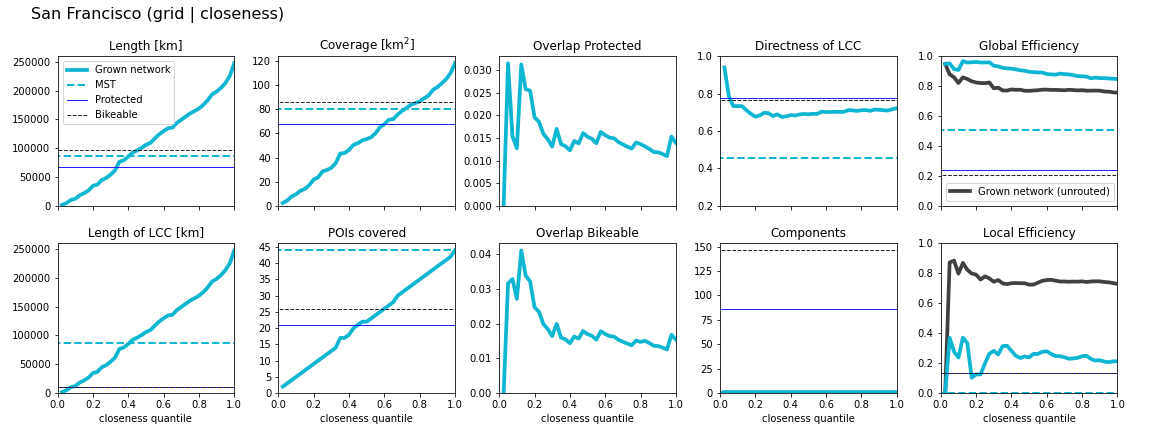 San Francisco (grid | closeness)
Length [km]
250000
200000
150000
100000
50000
0
Grown network
MST
Protected
Bikeable
Coverage [km²]
120
100
80
60
40
20
0
Overlap Protected
0.030
0.025
0.020
0.015
0.010
0.005
0.000
Directness of LCC
1.0
0.8
0.6
0.4
0.2
Global Efficiency
1.0
0.8
0.6
0.4
0.2
0.0
Grown network (unrouted)
Length of LCC [km]
250000
200000
150000
100000
50000
0
0.0 0.2 0.4 0.6 0.8 1.0
closeness quantile
POIs covered
45
40
35
30
25
20
15
10
5
0
0.0 0.2 0.4 0.6 0.8 1.0
closeness quantile
Overlap Bikeable
0.04
0.03
0.02
0.01
0.00
0.0 0.2 0.4 0.6 0.8 1.0
closeness quantile
Components
150
125
100
75
50
25
0
0.0 0.2 0.4 0.6 0.8 1.0
closeness quantile
Local Efficiency
1.0
0.8
0.6
0.4
0.2
0.0
0.0 0.2 0.4 0.6 0.8 1.0
closeness quantile